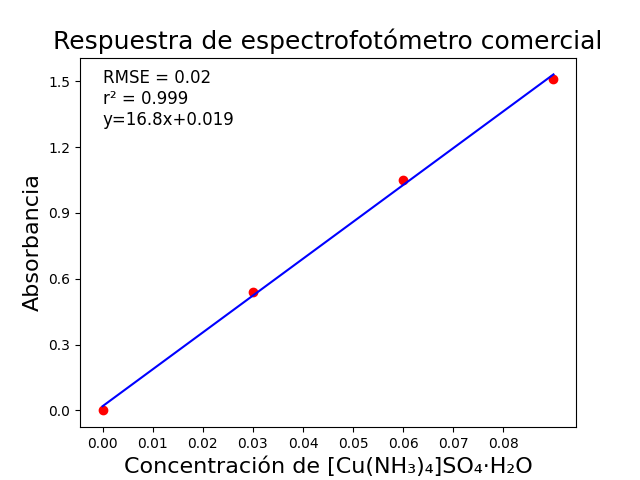 Respuestra de espectrofotómetro comercial
RMSE = 0.02
r² = 0.999
y=16.8x+0.019
Absorbancia
1.5
1.2
0.9
0.6
0.3
0.0
0.00 0.01 0.02 0.03 0.04 0.05 0.06 0.07 0.08
Concentración de [Cu(NH₃)₄]SO₄·H₂O